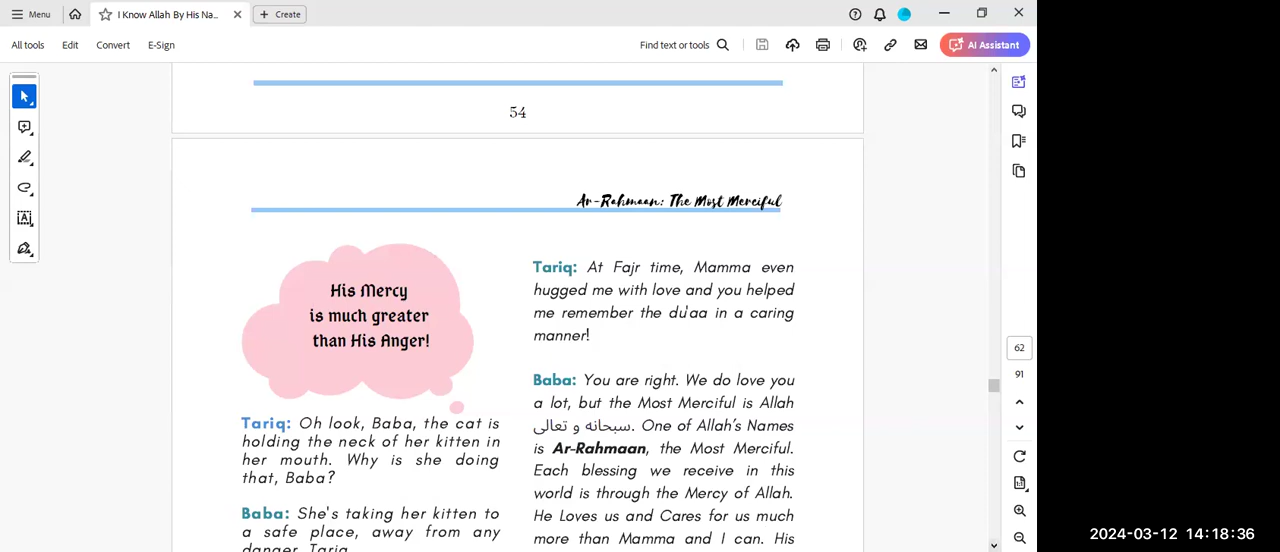 Menu
I Know Allah By His Na...
Create
All tools
Edit
Convert
E-Sign
Find text or tools
AI Assistant
54
Ar-Rahmaan: The Most Merciful
His Mercy
is much greater
than His Anger!
Tariq: Oh look, Baba, the cat is
holding the neck of her kitten in
her mouth. Why is she doing
that, Baba?
Baba: She's taking her kitten to
a safe place, away from any
danger, Tariq.
Tariq: At Fajr time, Mamma even
hugged me with love and you helped
me remember the du'aa in a caring
manner!
Baba: You are right. We do love you
a lot, but the Most Merciful is Allah
سبحانه و تعالى. One of Allah's Names
is Ar-Rahmaan, the Most Merciful.
Each blessing we receive in this
world is through the Mercy of Allah.
He Loves us and Cares for us much
more than Mamma and I can. His
62
91
2024-03-12 14:18:36